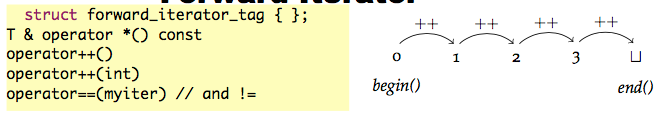 Forward Iterator
struct forward_iterator_tag { };
T & operator *() const
operator++()
operator++(int)
operator==(myiter) // and !=
++ ++ ++ ++
0 1 2 3 ⊔
begin() end()